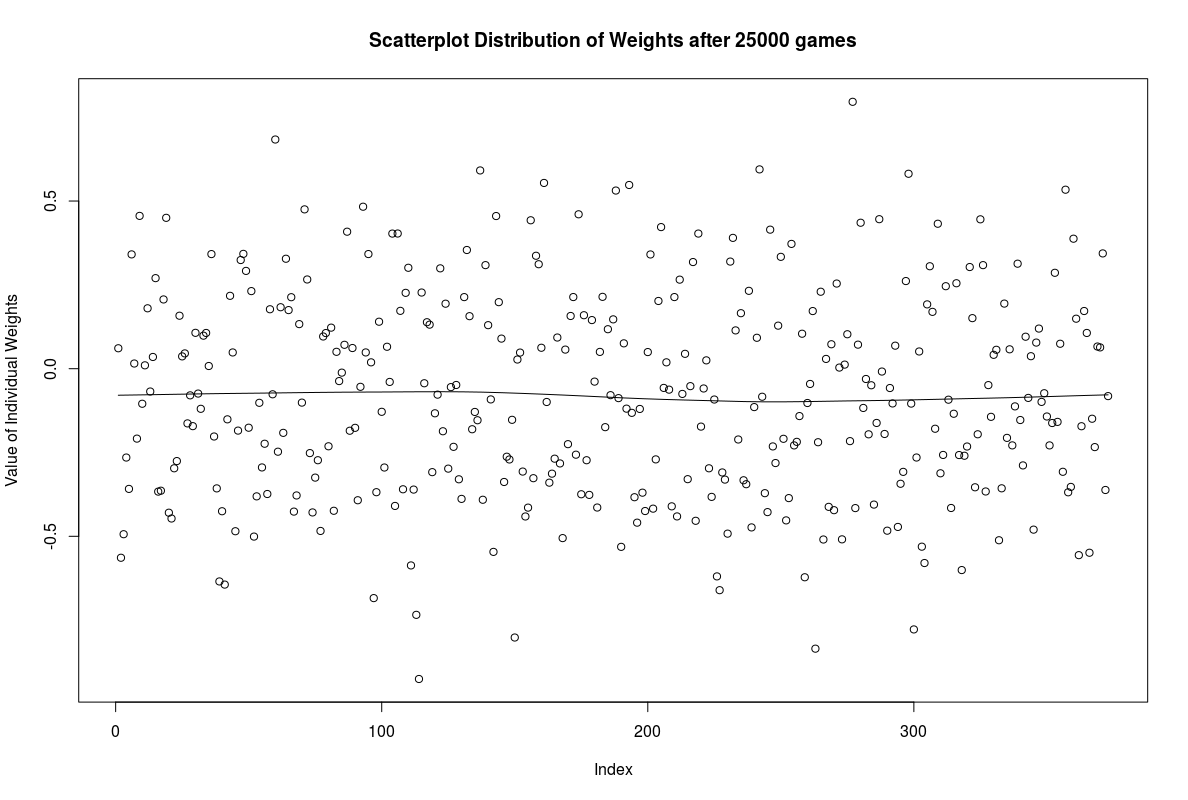 Scatterplot Distribution of Weights after 25000 games
Value of Individual Weights
0.5
0.0
-0.5
0 100 200 300
Index